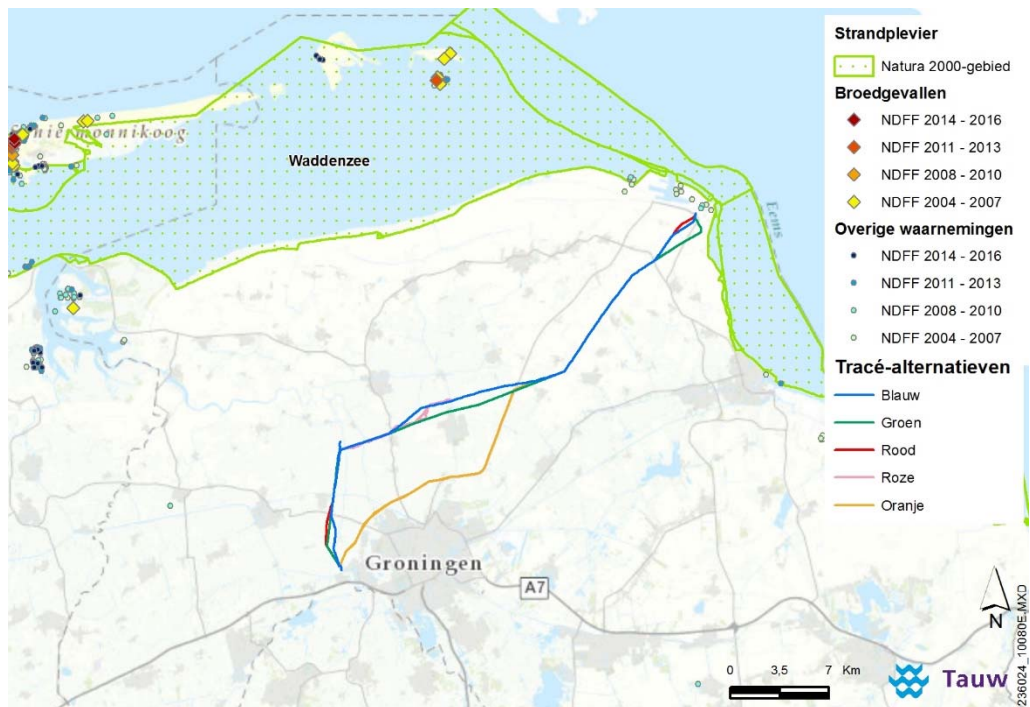 Strandplevier
Natura 2000-gebied
Broedgevallen
NDFF 2014 - 2016
NDFF 2011 - 2013
NDFF 2008 - 2010
NDFF 2004 - 2007
Overige waarnemingen
NDFF 2014 - 2016
NDFF 2011 - 2013
NDFF 2008 - 2010
NDFF 2004 - 2007
Tracé-alternatieven
Blauw
Groen
Rood
Roze
Oranje
monnikoog
Waddenzee
Eems
Groningen
A7
N
0 3,5 7 Km
Tauw
236024_10080E.MXD